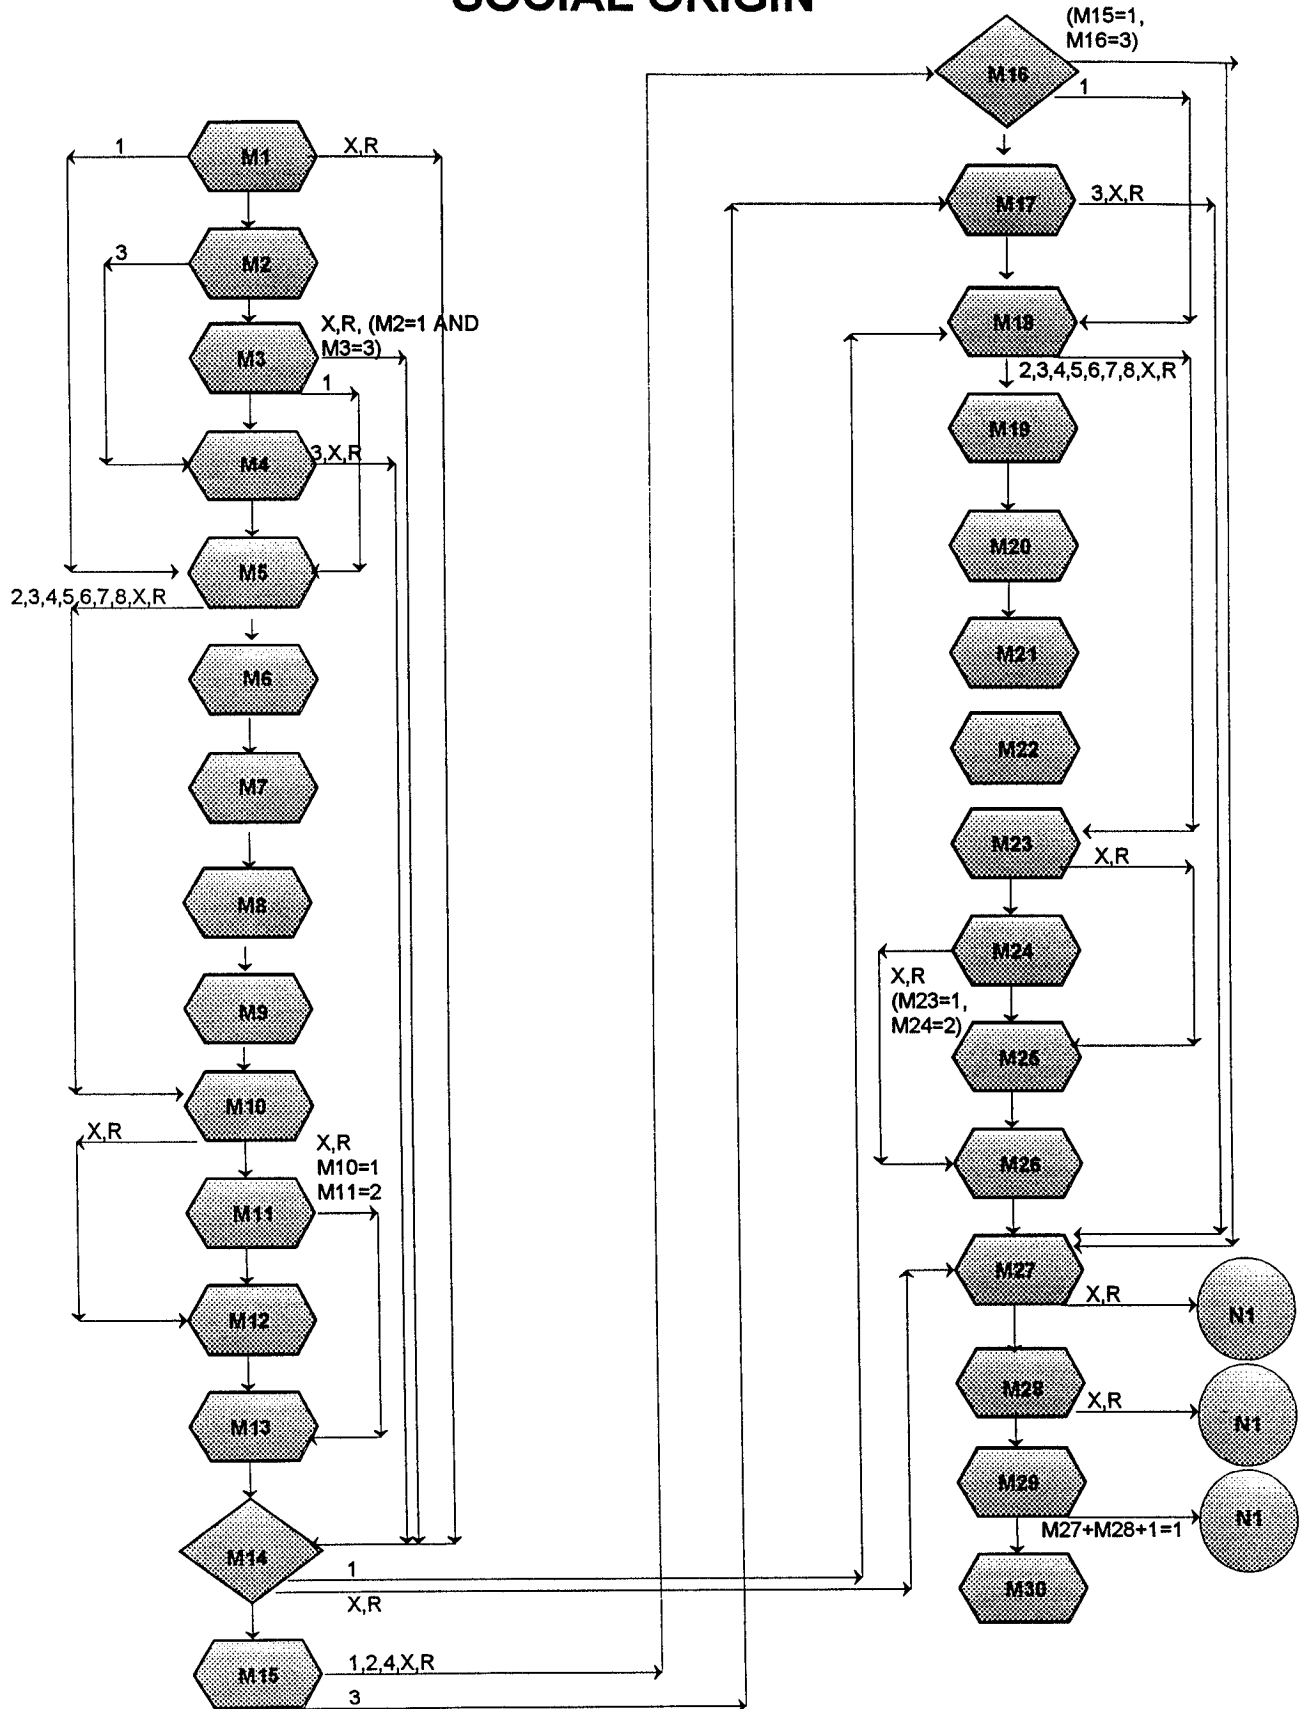 SOCIAL ORIGIN
M1
1
X,R
M2
3
M3
X,R, (M2=1 AND
M3=3)
1
M4
3,X,R
M5
2,3,4,5,6,7,8,X,R
M6
M7
M8
M9
M10
X,R
X,R
M10=1
M11=2
M11
M12
M13
M14
1
X,R
M15
1,2,4,X,R
3
(M15=1,
M16=3)
M16
1
M17
3,X,R
M18
2,3,4,5,6,7,8,X,R
M19
M20
M21
M22
M23
X,R
M24
X,R
(M23=1,
M24=2)
M25
M26
M27
X,R
N1
M28
X,R
N1
M29
M27+M28+1=1
N1
M30